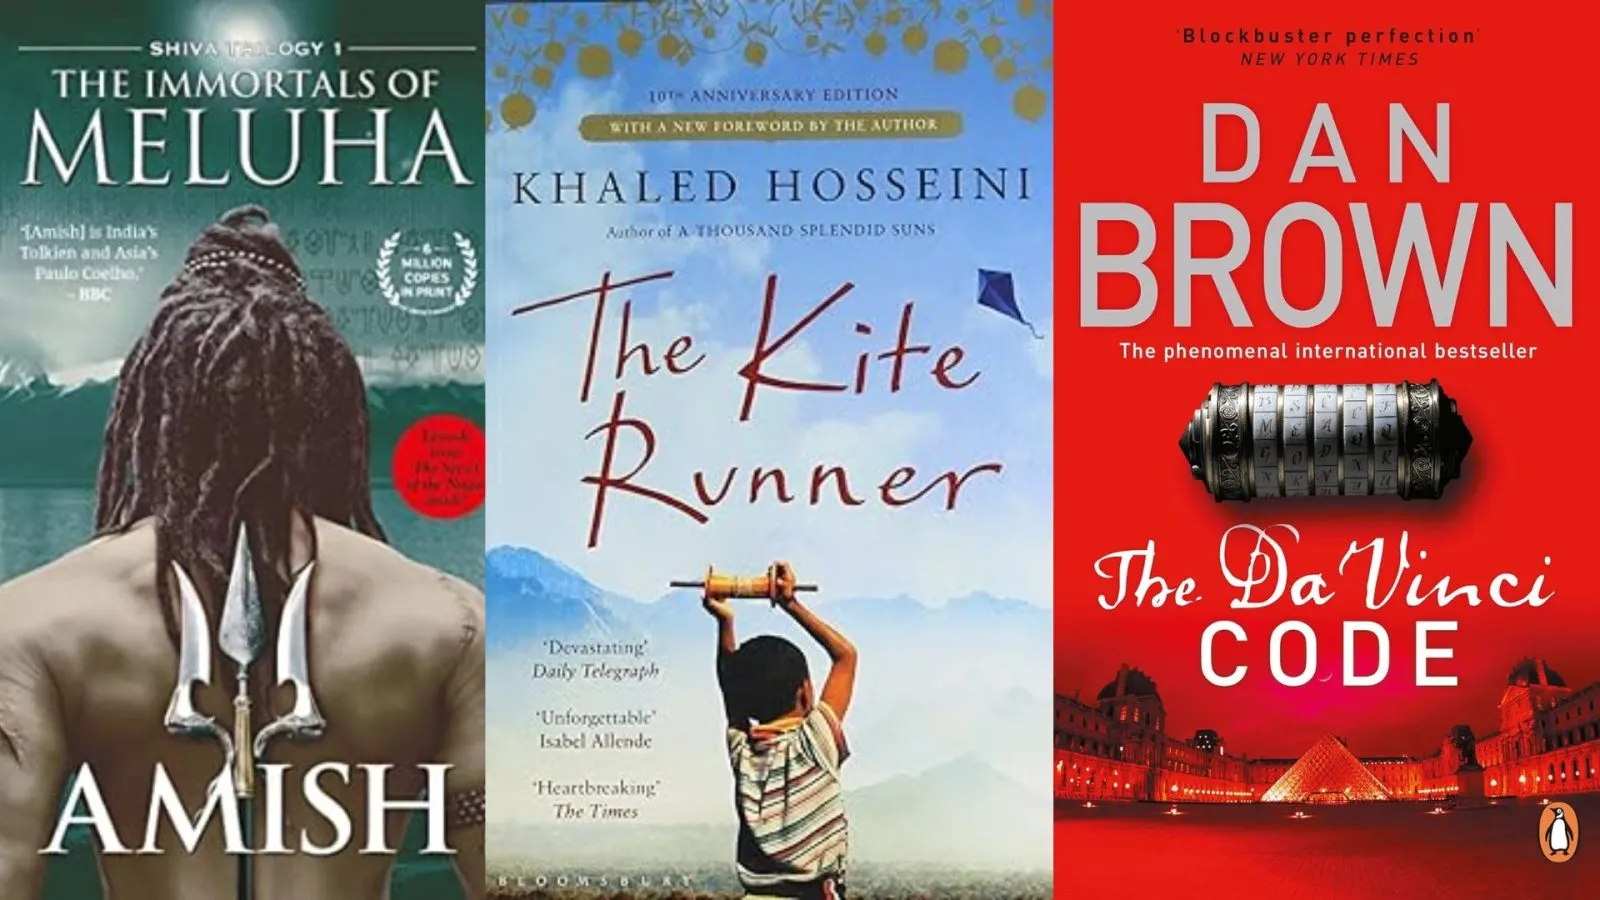 SHIVA TRILOGY 1
THE IMMORTALS OF
MELUHA
'[Amish] is India's
Tolkien and Asia's
Paulo Coelho,'
– BBC
6
MILLION
COPIES
IN PRINT
AMISH
10TH ANNIVERSARY EDITION
WITH A NEW FOREWORD BY THE AUTHOR
KHALED HOSSEINI
Author of A THOUSAND SPLENDID SUNS
The Kite
Runner
'Devastating'
Daily Telegraph
'Unforgettable'
Isabel Allende
'Heartbreaking'
The Times
BLOOMSBURY
'Blockbuster perfection'
NEW YORK TIMES
DAN
BROWN
The phenomenal international bestseller
The Da Vinci
CODE